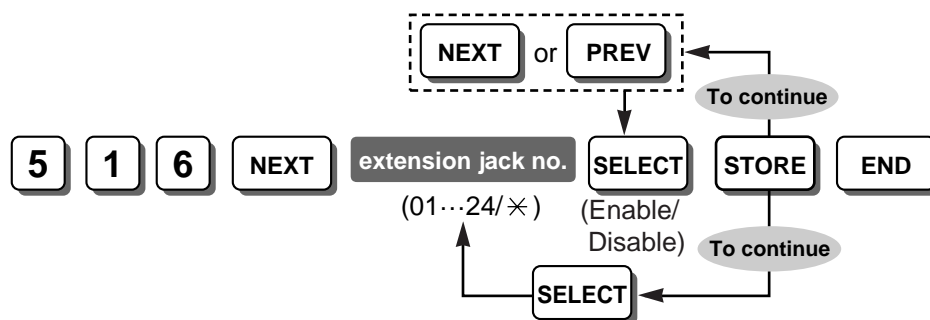 NEXT or PREV
To continue
5 1 6 NEXT extension jack no. SELECT STORE END
(01···24/✳)
(Enable/
Disable)
To continue
SELECT